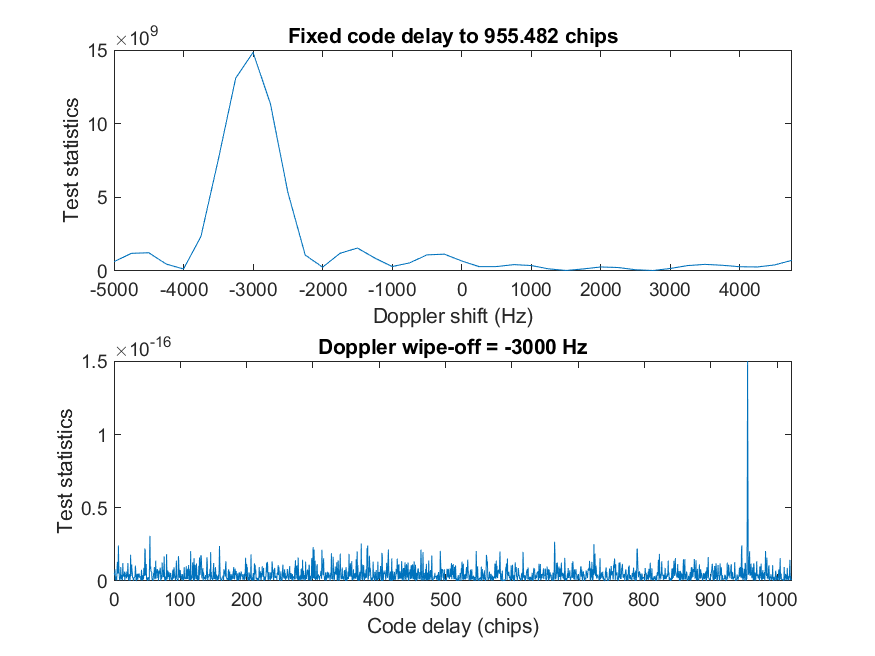 ×10^9
Fixed code delay to 955.482 chips
15
10
5
0
Test statistics
-5000 -4000 -3000 -2000 -1000 0 1000 2000 3000 4000
Doppler shift (Hz)
×10^-16
Doppler wipe-off = -3000 Hz
1.5
1
0.5
0
Test statistics
0 100 200 300 400 500 600 700 800 900 1000
Code delay (chips)